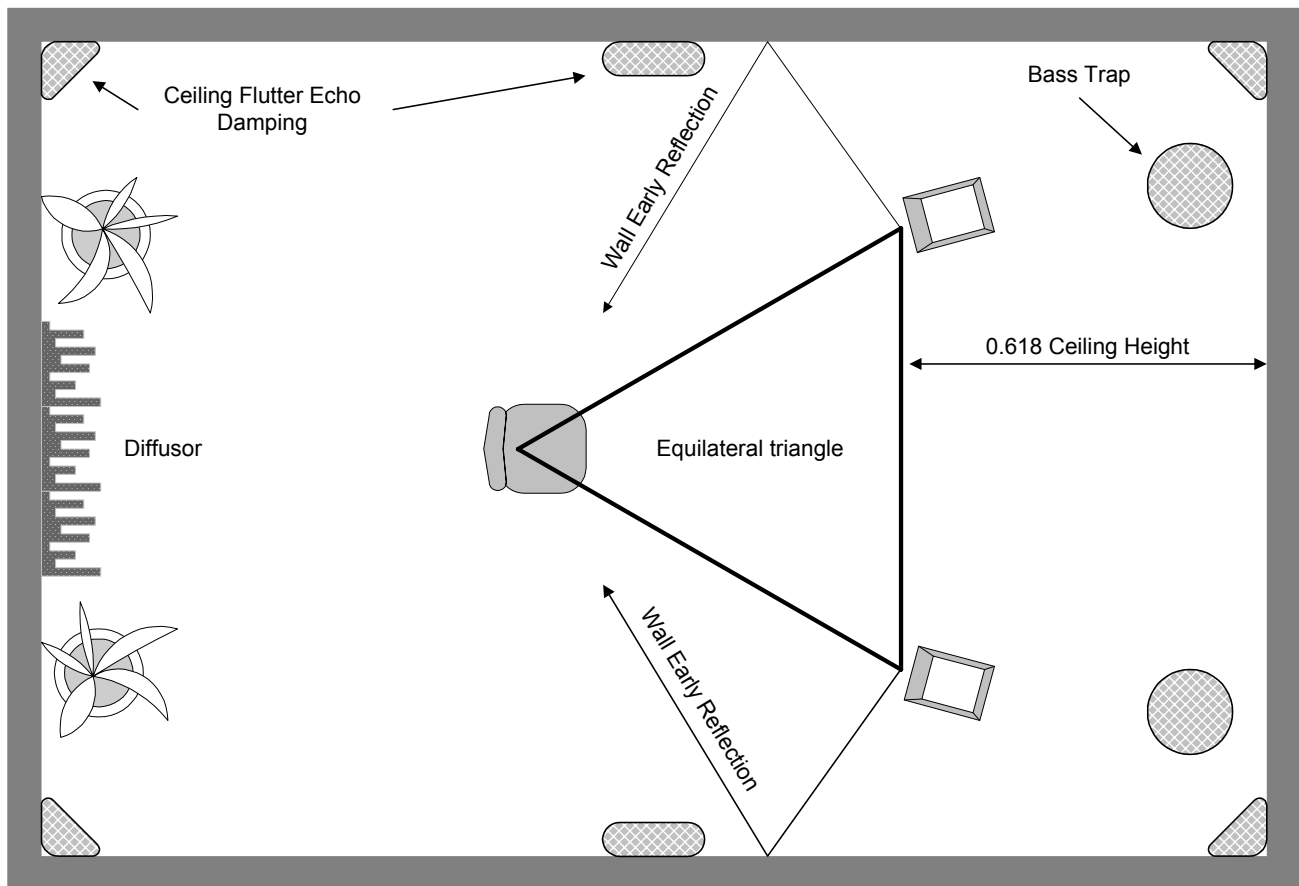 Ceiling Flutter Echo
Damping
Wall Early Reflection
Bass Trap
0.618 Ceiling Height
Diffusor
Equilateral triangle
Wall Early Reflection